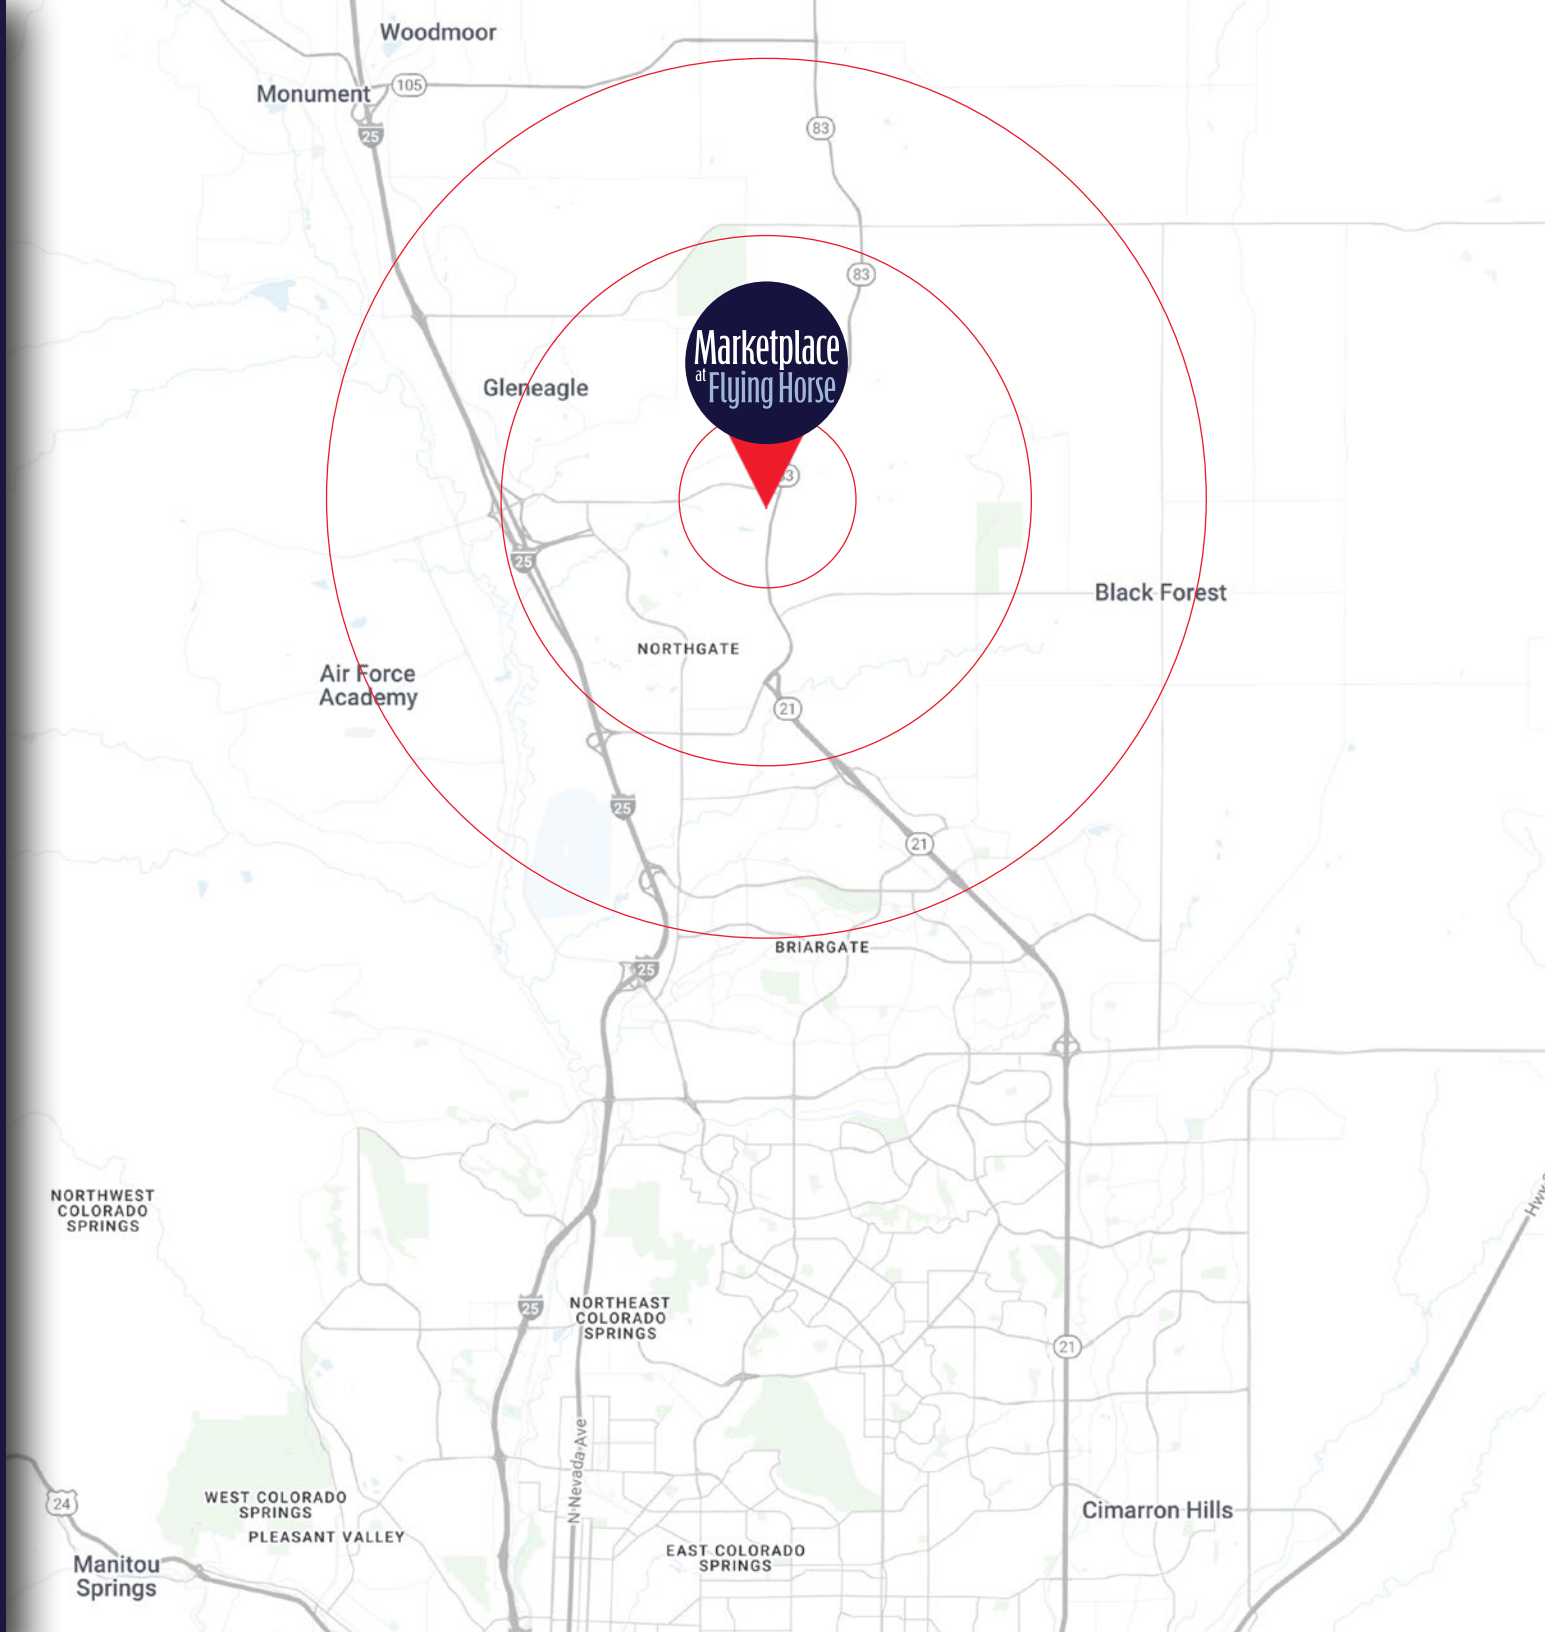 Woodmoor
Monument
105
25
83
83
Marketplace
at Flying Horse
Gleneagle
25
Black Forest
NORTHGATE
Air Force
Academy
21
25
21
BRIARGATE
25
NORTHWEST
COLORADO
SPRINGS
25
NORTHEAST
COLORADO
SPRINGS
21
N Nevada Ave
24
WEST COLORADO
SPRINGS
PLEASANT VALLEY
Cimarron Hills
EAST COLORADO
SPRINGS
Manitou
Springs